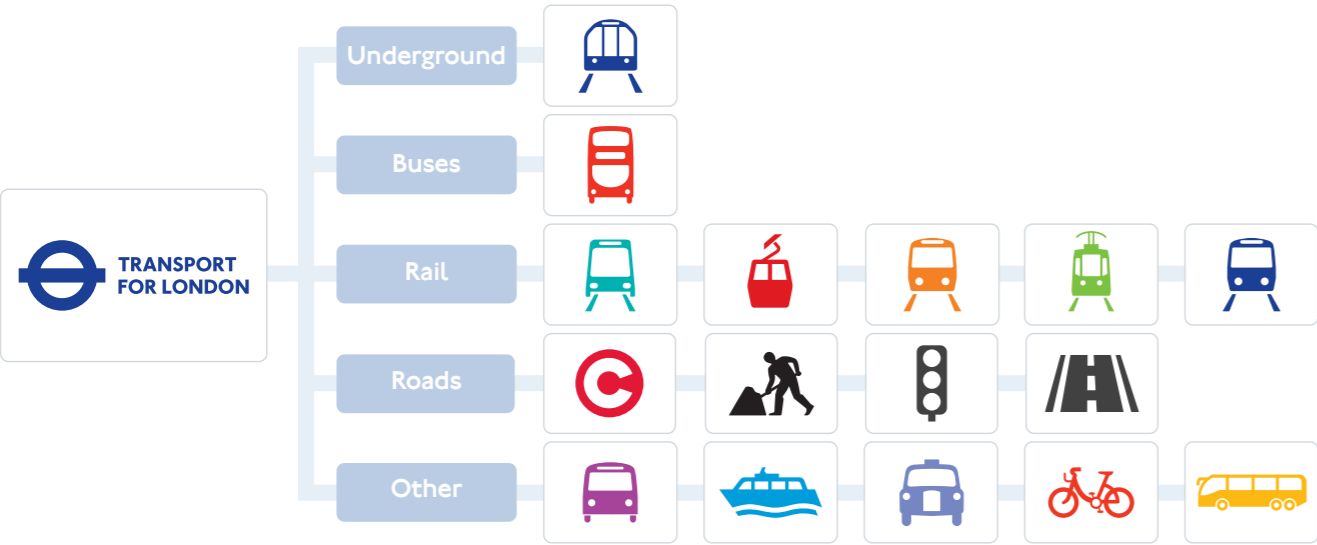 Underground
Buses
TRANSPORT
FOR LONDON
Rail
Roads
Other